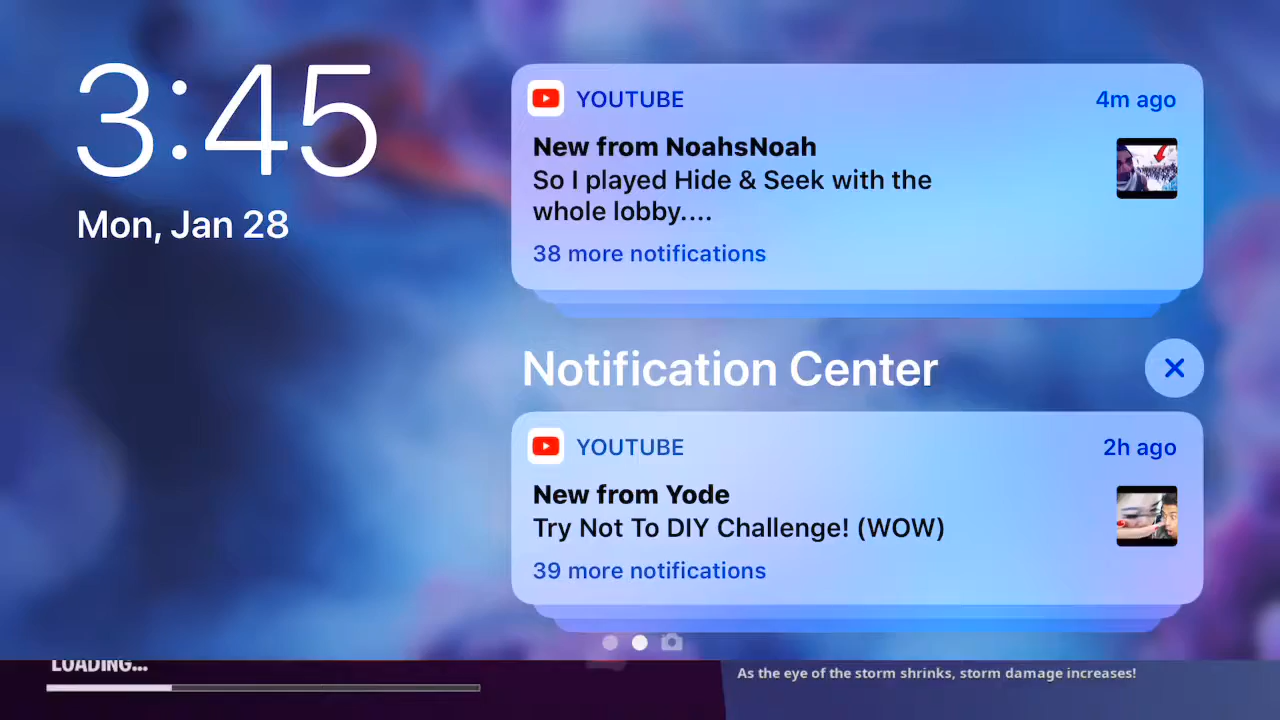 3:45
Mon, Jan 28
YOUTUBE
4m ago
New from NoahsNoah
So I played Hide & Seek with the
whole lobby....
38 more notifications
Notification Center
YOUTUBE
2h ago
New from Yode
Try Not To DIY Challenge! (WOW)
39 more notifications
LOADING...
As the eye of the storm shrinks, storm damage increases!